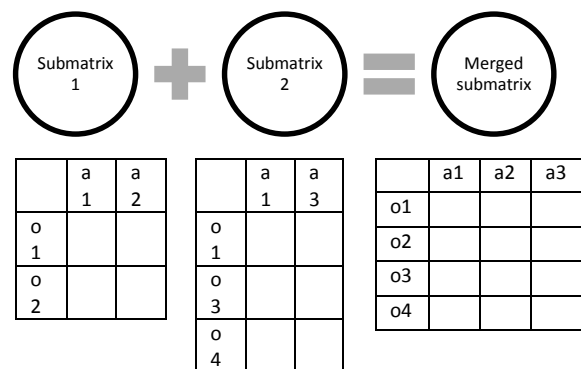 Submatrix
1
Submatrix
2
Merged
submatrix
a
1
a
2
o
1
o
2
a
1
a
3
o
1
o
3
o
4
a1 a2 a3
o1
o2
o3
o4